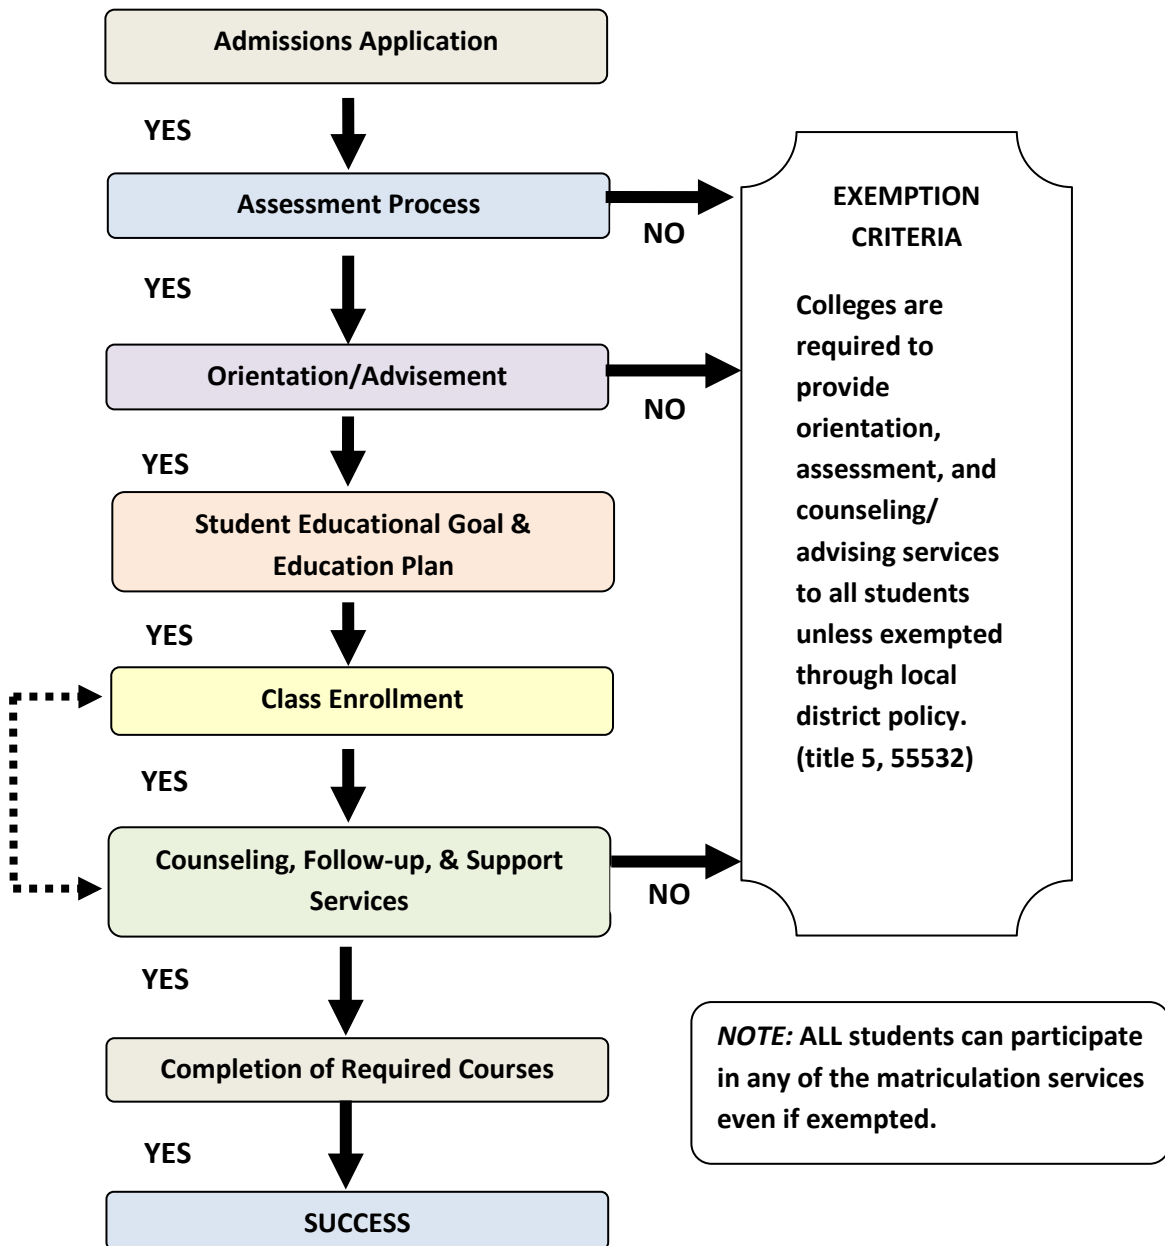 Admissions Application
YES
Assessment Process
NO
YES
Orientation/Advisement
NO
YES
Student Educational Goal &
Education Plan
YES
Class Enrollment
YES
Counseling, Follow-up, & Support
Services
NO
YES
Completion of Required Courses
YES
SUCCESS
EXEMPTION
CRITERIA
Colleges are
required to
provide
orientation,
assessment, and
counseling/
advising services
to all students
unless exempted
through local
district policy.
(title 5, 55532)
NOTE: ALL students can participate
in any of the matriculation services
even if exempted.